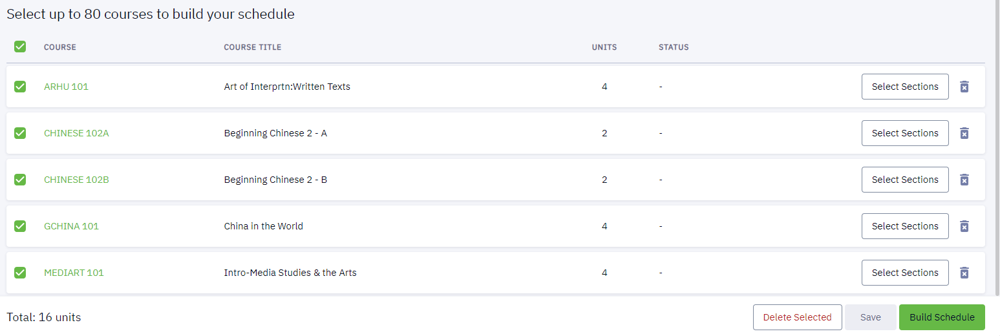 Select up to 80 courses to build your schedule
COURSE COURSE TITLE UNITS STATUS
ARHU 101 Art of Interprtn:Written Texts 4 - Select Sections
CHINESE 102A Beginning Chinese 2 - A 2 - Select Sections
CHINESE 102B Beginning Chinese 2 - B 2 - Select Sections
GCHINA 101 China in the World 4 - Select Sections
MEDIART 101 Intro-Media Studies & the Arts 4 - Select Sections
Total: 16 units Delete Selected Save Build Schedule